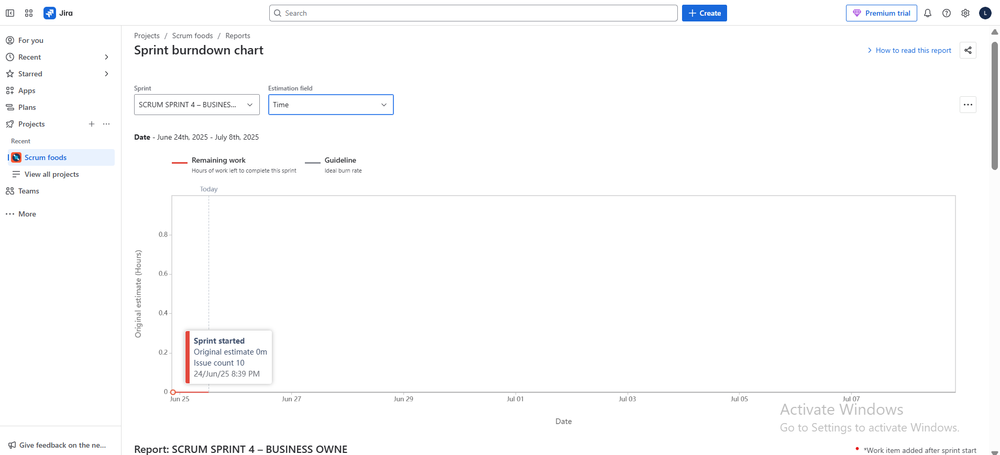 Jira
Search
Create
Premium trial
L
For you
Recent
Starred
Apps
Plans
Projects
Recent
Scrum foods
View all projects
Teams
More
Give feedback on the ne...
Projects / Scrum foods / Reports
Sprint burndown chart
How to read this report
Sprint
SCRUM SPRINT 4 – BUSINES...
Estimation field
Time
Date - June 24th, 2025 - July 8th, 2025
Remaining work
Hours of work left to complete this sprint
Guideline
Ideal burn rate
Today
Original estimate (Hours)
0.8
0.6
0.4
0.2
0
Sprint started
Original estimate 0m
Issue count 10
24/Jun/25 8:39 PM
Jun 25
Jun 27
Jun 29
Jul 01
Jul 03
Jul 05
Jul 07
Date
Activate Windows
Go to Settings to activate Windows.
Report: SCRUM SPRINT 4 – BUSINESS OWNE
*Work item added after sprint start